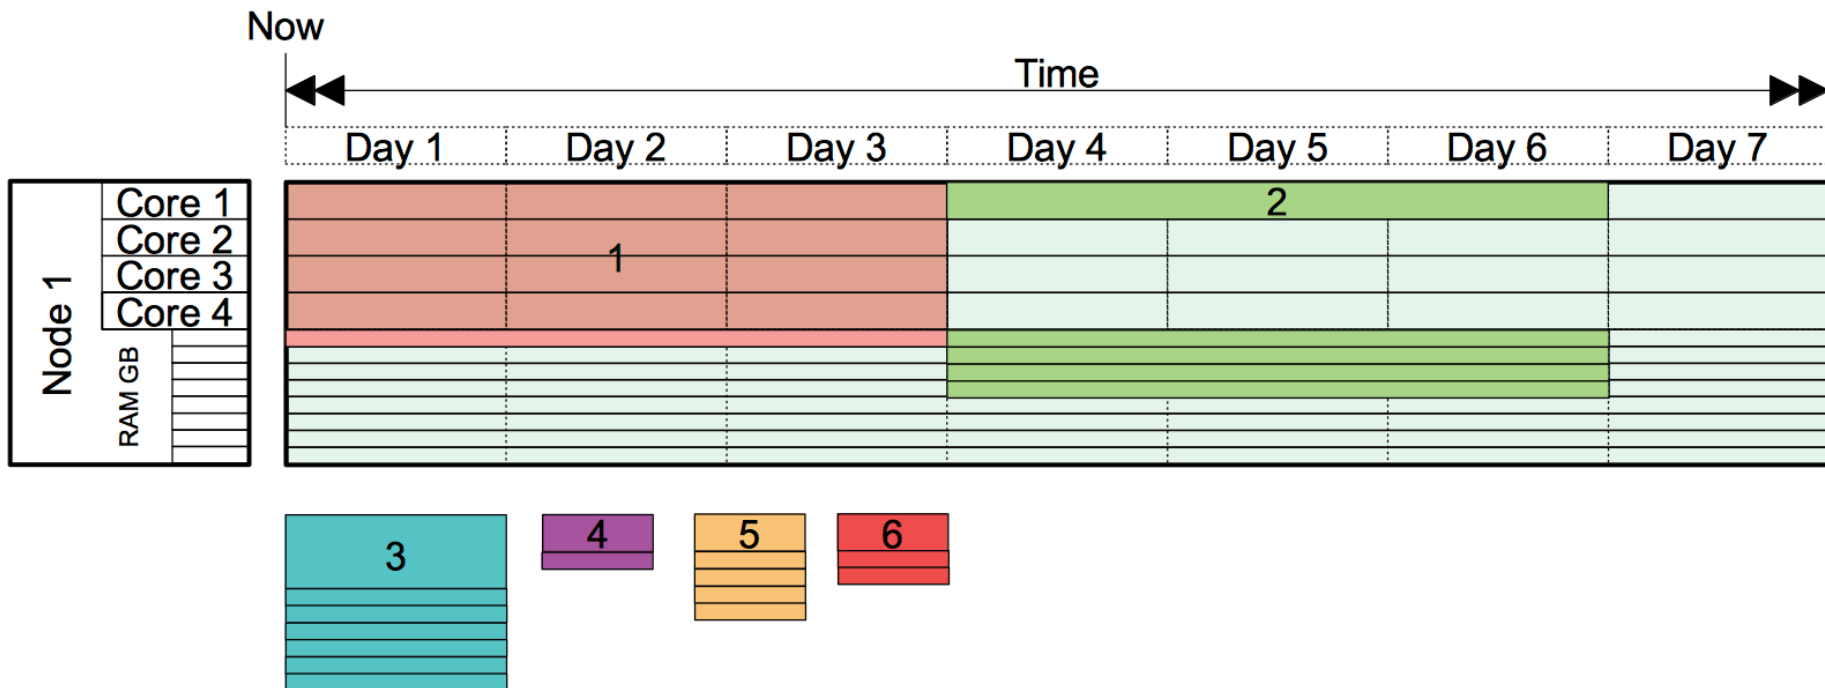 Now
Time
Day 1 Day 2 Day 3 Day 4 Day 5 Day 6 Day 7
Node 1
Core 1
Core 2
Core 3
Core 4
RAM GB
1
2
3
4
5
6